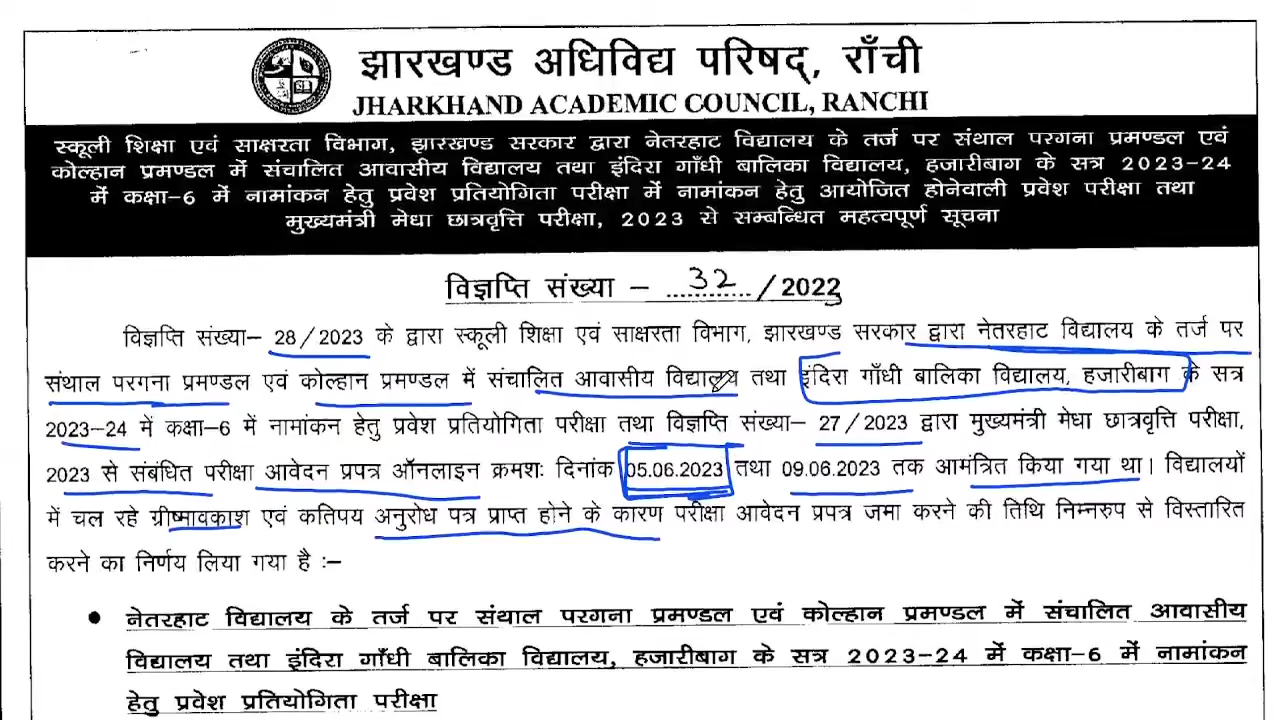 झारखण्ड अधिविद्य परिषद्, राँची
JHARKHAND ACADEMIC COUNCIL, RANCHI
स्कूली शिक्षा एवं साक्षरता विभाग, झारखण्ड सरकार द्वारा नेतरहाट विद्यालय के तर्ज पर संथाल परगना प्रमण्डल एवं
कोल्हान प्रमण्डल में संचालित आवासीय विद्यालय तथा इंदिरा गाँधी बालिका विद्यालय, हजारीबाग के सत्र 2023-24
में कक्षा-6 में नामांकन हेतु प्रवेश प्रतियोगिता परीक्षा में नामांकन हेतु आयोजित होनेवाली प्रवेश परीक्षा तथा
मुख्यमंत्री मेधा छात्रवृत्ति परीक्षा, 2023 से सम्बन्धित महत्वपूर्ण सूचना
विज्ञप्ति संख्या – ...32.../2023
विज्ञप्ति संख्या- 28/2023 के द्वारा स्कूली शिक्षा एवं साक्षरता विभाग, झारखण्ड सरकार द्वारा नेतरहाट विद्यालय के तर्ज पर
संथाल परगना प्रमण्डल एवं कोल्हान प्रमण्डल में संचालित आवासीय विद्यालय तथा इंदिरा गाँधी बालिका विद्यालय, हजारीबाग के सत्र
2023-24 में कक्षा-6 में नामांकन हेतु प्रवेश प्रतियोगिता परीक्षा तथा विज्ञप्ति संख्या- 27/2023 द्वारा मुख्यमंत्री मेधा छात्रवृत्ति परीक्षा,
2023 से संबंधित परीक्षा आवेदन प्रपत्र ऑनलाइन क्रमशः दिनांक 05.06.2023 तथा 09.06.2023 तक आमंत्रित किया गया था। विद्यालयों
में चल रहे ग्रीष्मावकाश एवं कतिपय अनुरोध पत्र प्राप्त होने के कारण परीक्षा आवेदन प्रपत्र जमा करने की तिथि निम्नरुप से विस्तारित
करने का निर्णय लिया गया है :–
• नेतरहाट विद्यालय के तर्ज पर संथाल परगना प्रमण्डल एवं कोल्हान प्रमण्डल में संचालित आवासीय
विद्यालय तथा इंदिरा गाँधी बालिका विद्यालय, हजारीबाग के सत्र 2023-24 में कक्षा-6 में नामांकन
हेतु प्रवेश प्रतियोगिता परीक्षा